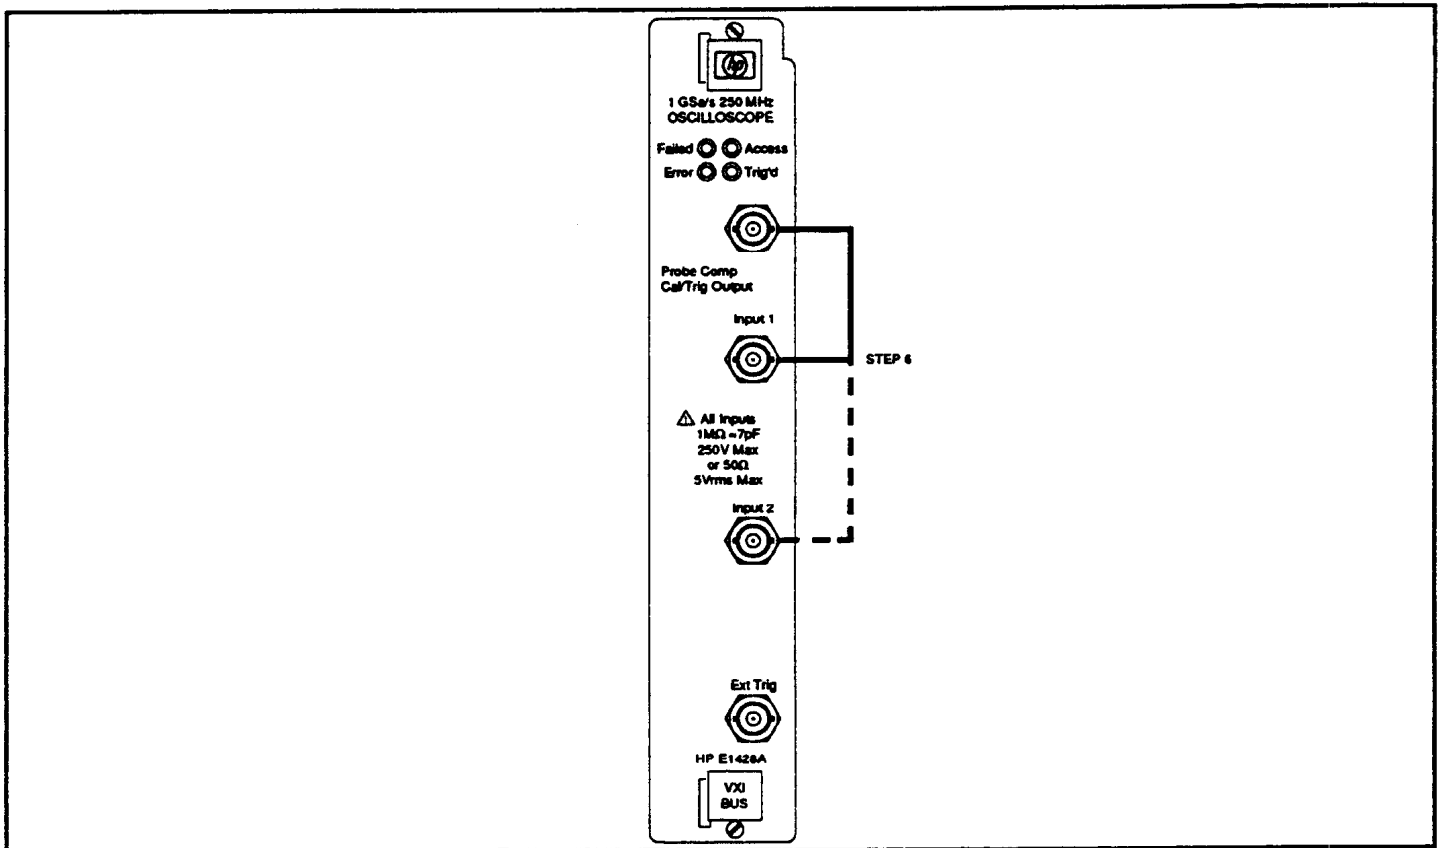 hp
1 GSa/s 250 MHz
OSCILLOSCOPE
Failed Access
Error Trig'd
Probe Comp
Cal/Trig Output
Input 1
STEP 6
All Inputs
1MΩ ≈7pF
250V Max
or 50Ω
5Vrms Max
Input 2
Ext Trig
HP E1428A
VXI
BUS